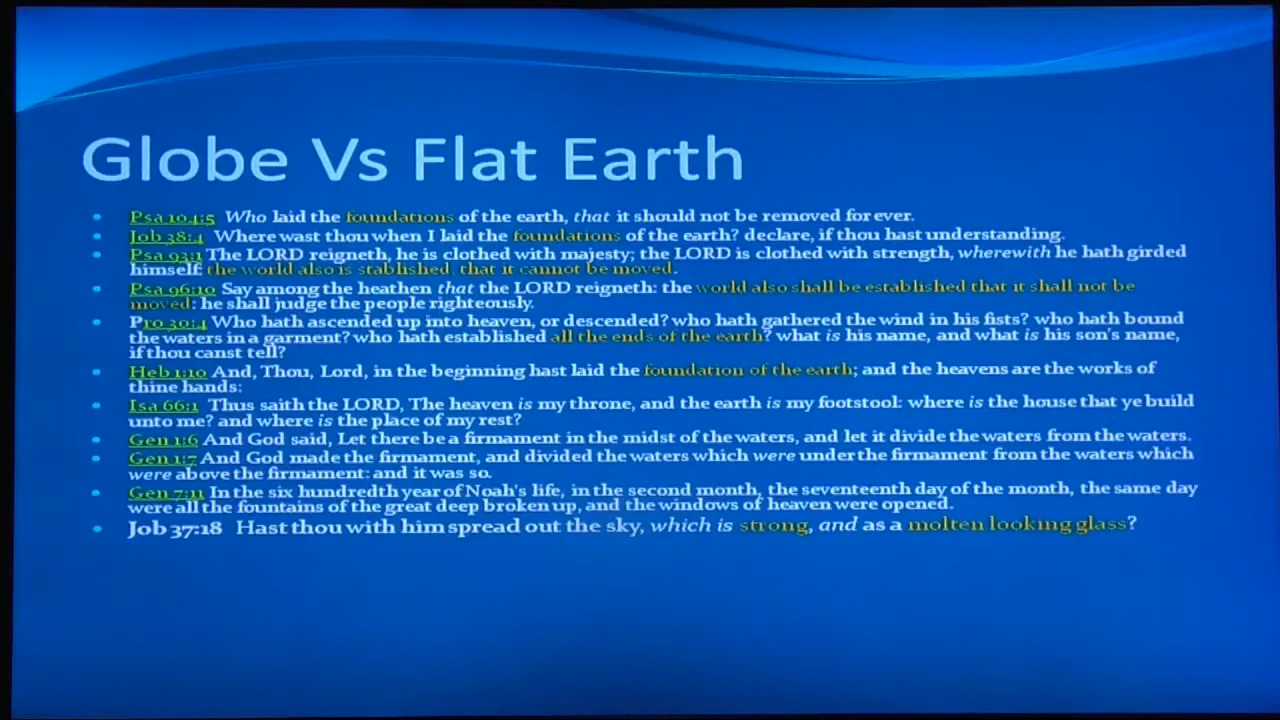 Globe Vs Flat Earth
• Psa 104:5 Who laid the foundations of the earth, that it should not be removed for ever.
• Job 38:4 Where wast thou when I laid the foundations of the earth? declare, if thou hast understanding.
• Psa 93:1 The LORD reigneth, he is clothed with majesty; the LORD is clothed with strength, wherewith he hath girded
himself: the world also is stablished, that it cannot be moved.
• Psa 96:10 Say among the heathen that the LORD reigneth: the world also shall be established that it shall not be
moved: he shall judge the people righteously.
• Pro 30:4 Who hath ascended up into heaven, or descended? who hath gathered the wind in his fists? who hath bound
the waters in a garment? who hath established all the ends of the earth? what is his name, and what is his son's name,
if thou canst tell?
• Heb 1:10 And, Thou, Lord, in the beginning hast laid the foundation of the earth; and the heavens are the works of
thine hands:
• Isa 66:1 Thus saith the LORD, The heaven is my throne, and the earth is my footstool: where is the house that ye build
unto me? and where is the place of my rest?
• Gen 1:6 And God said, Let there be a firmament in the midst of the waters, and let it divide the waters from the waters.
• Gen 1:7 And God made the firmament, and divided the waters which were under the firmament from the waters which
were above the firmament: and it was so.
• Gen 7:11 In the six hundredth year of Noah's life, in the second month, the seventeenth day of the month, the same day
were all the fountains of the great deep broken up, and the windows of heaven were opened.
• Job 37:18 Hast thou with him spread out the sky, which is strong, and as a molten looking glass?